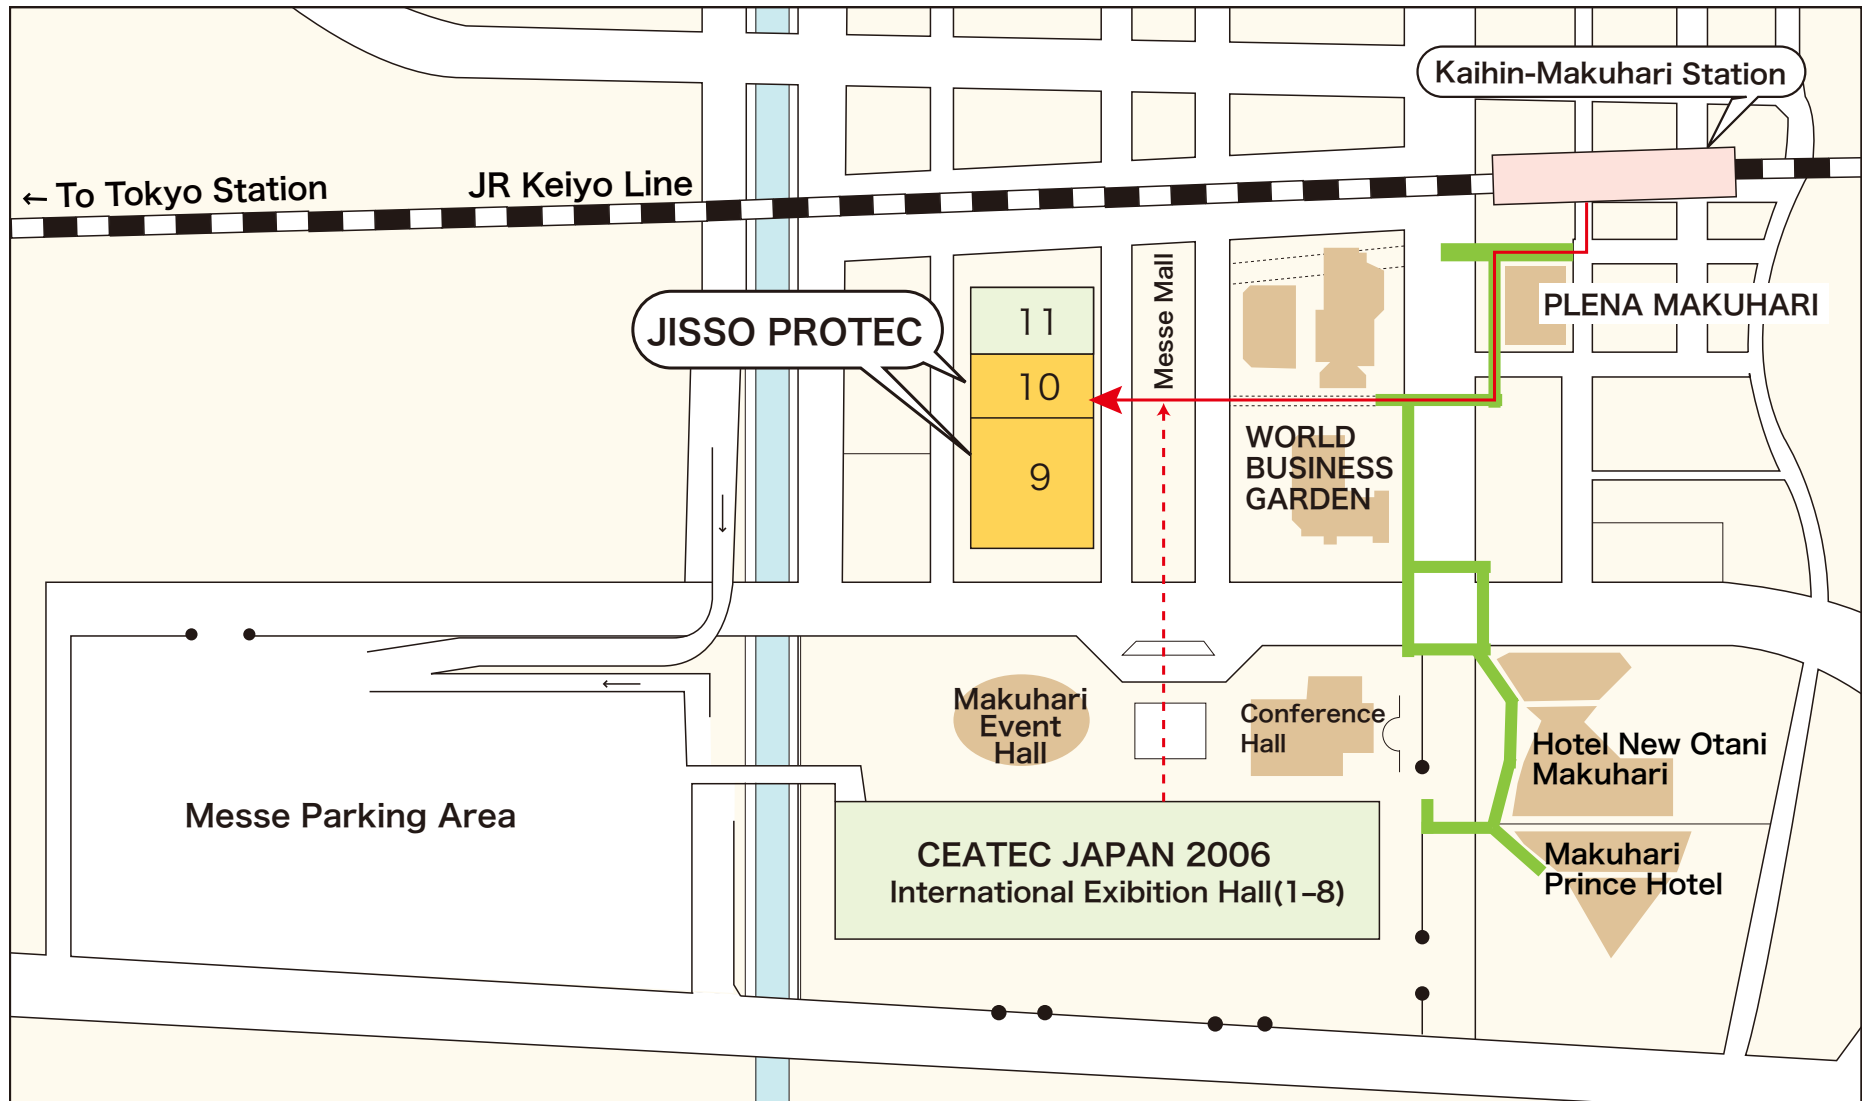 Kaihin-Makuhari Station
← To Tokyo Station
JR Keiyo Line
JISSO PROTEC
11
10
9
Messe Mall
PLENA MAKUHARI
WORLD
BUSINESS
GARDEN
Makuhari
Event
Hall
Conference
Hall
Hotel New Otani
Makuhari
Messe Parking Area
CEATEC JAPAN 2006
International Exibition Hall(1–8)
Makuhari
Prince Hotel